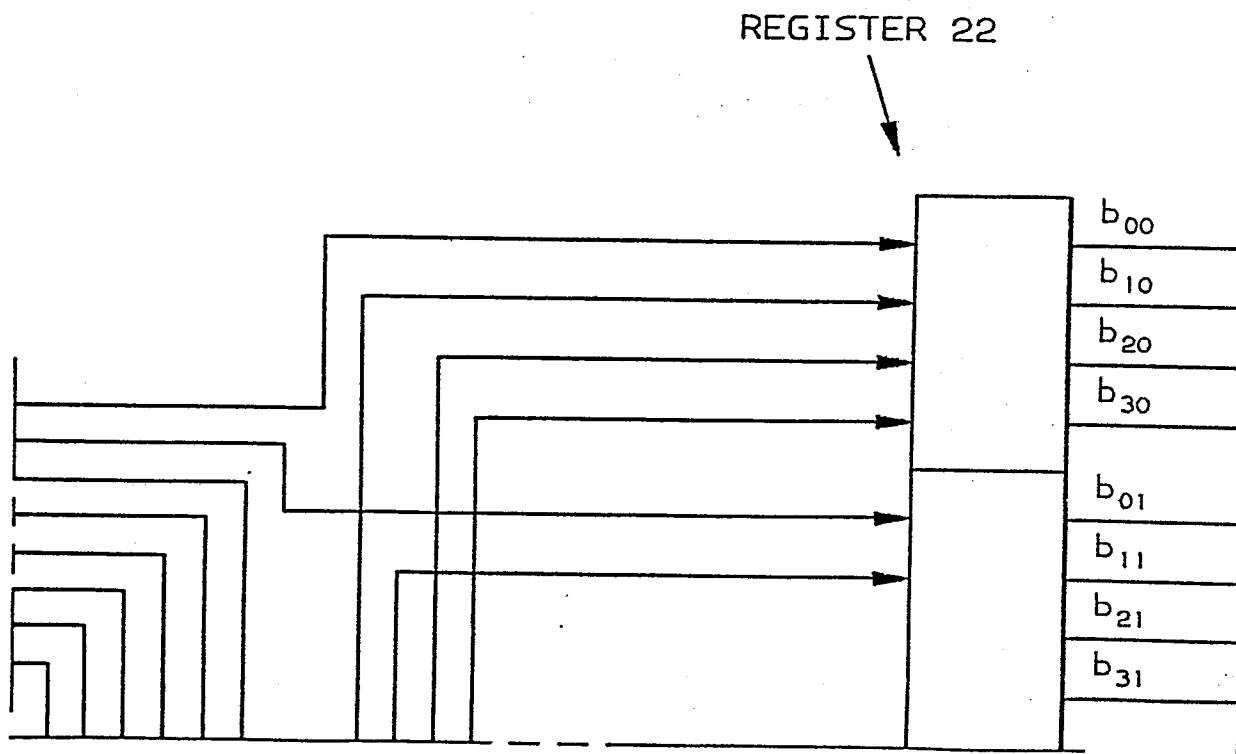 REGISTER 22
b₀₀
b₁₀
b₂₀
b₃₀
b₀₁
b₁₁
b₂₁
b₃₁